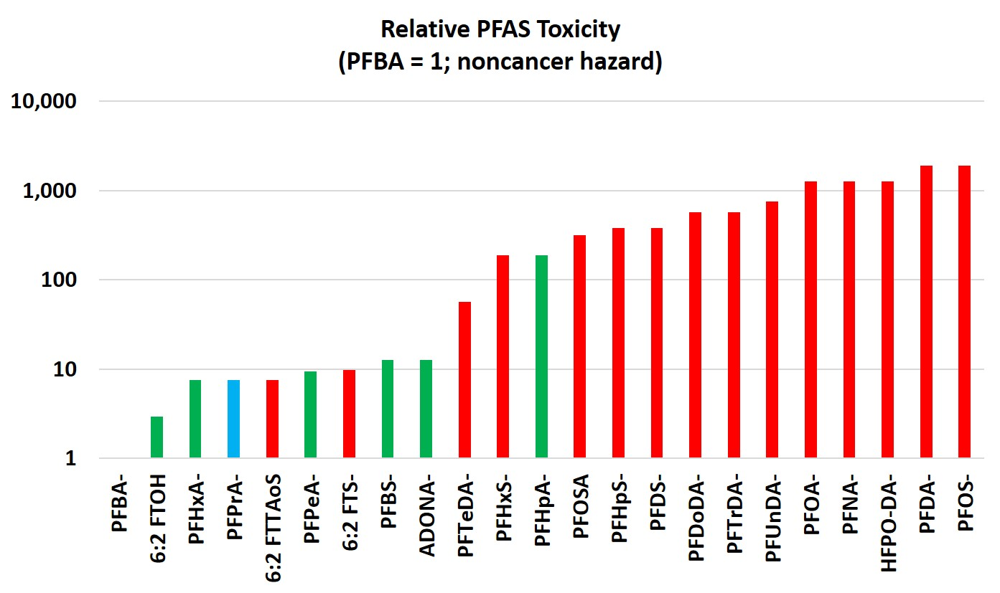 Relative PFAS Toxicity
(PFBA = 1; noncancer hazard)
10,000
1,000
100
10
1
PFBA-
6:2 FTOH
PFHxA-
PFPrA-
6:2 FTTAoS
PFPeA-
6:2 FTS-
PFBS-
ADONA-
PFTeDA-
PFHxS-
PFHpA-
PFOSA
PFHpS-
PFDS-
PFDoDA-
PFTrDA-
PFUnDA-
PFOA-
PFNA-
HFPO-DA-
PFDA-
PFOS-